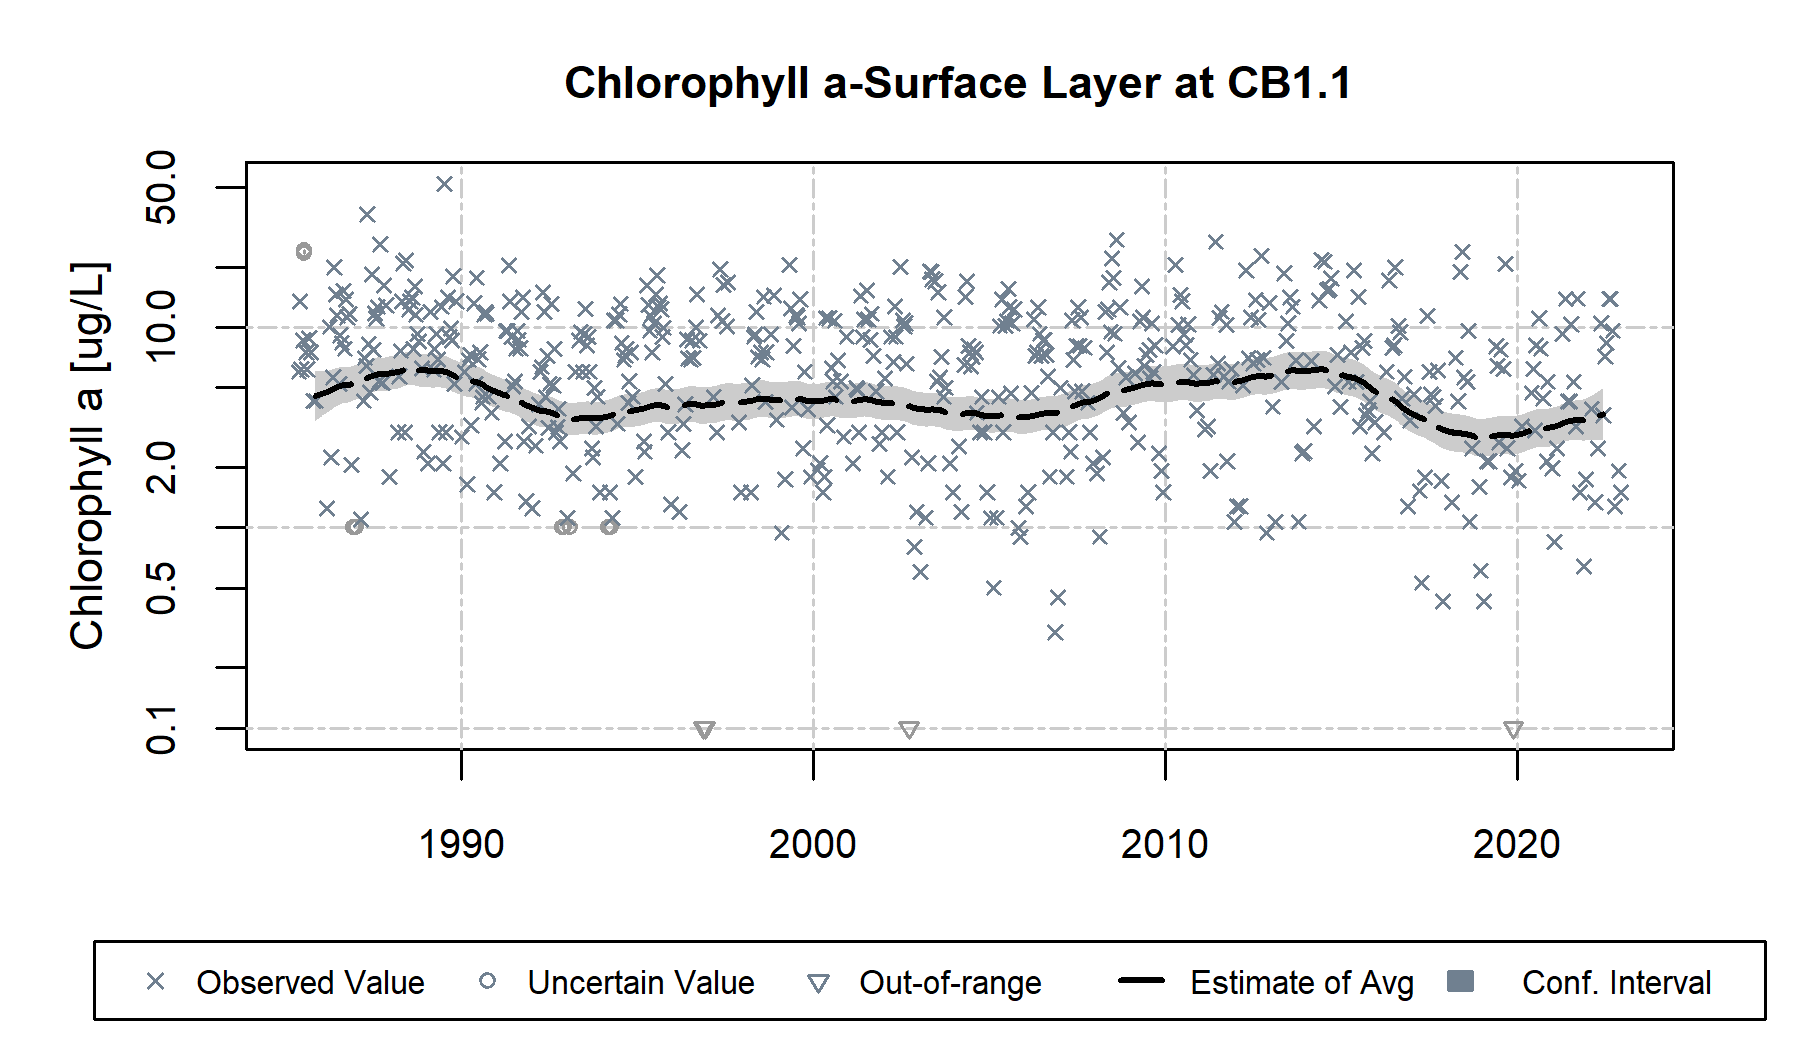 Chlorophyll a-Surface Layer at CB1.1
Chlorophyll a [ug/L]
50.0
10.0
2.0
0.5
0.1
1990 2000 2010 2020
Observed Value Uncertain Value Out-of-range Estimate of Avg Conf. Interval